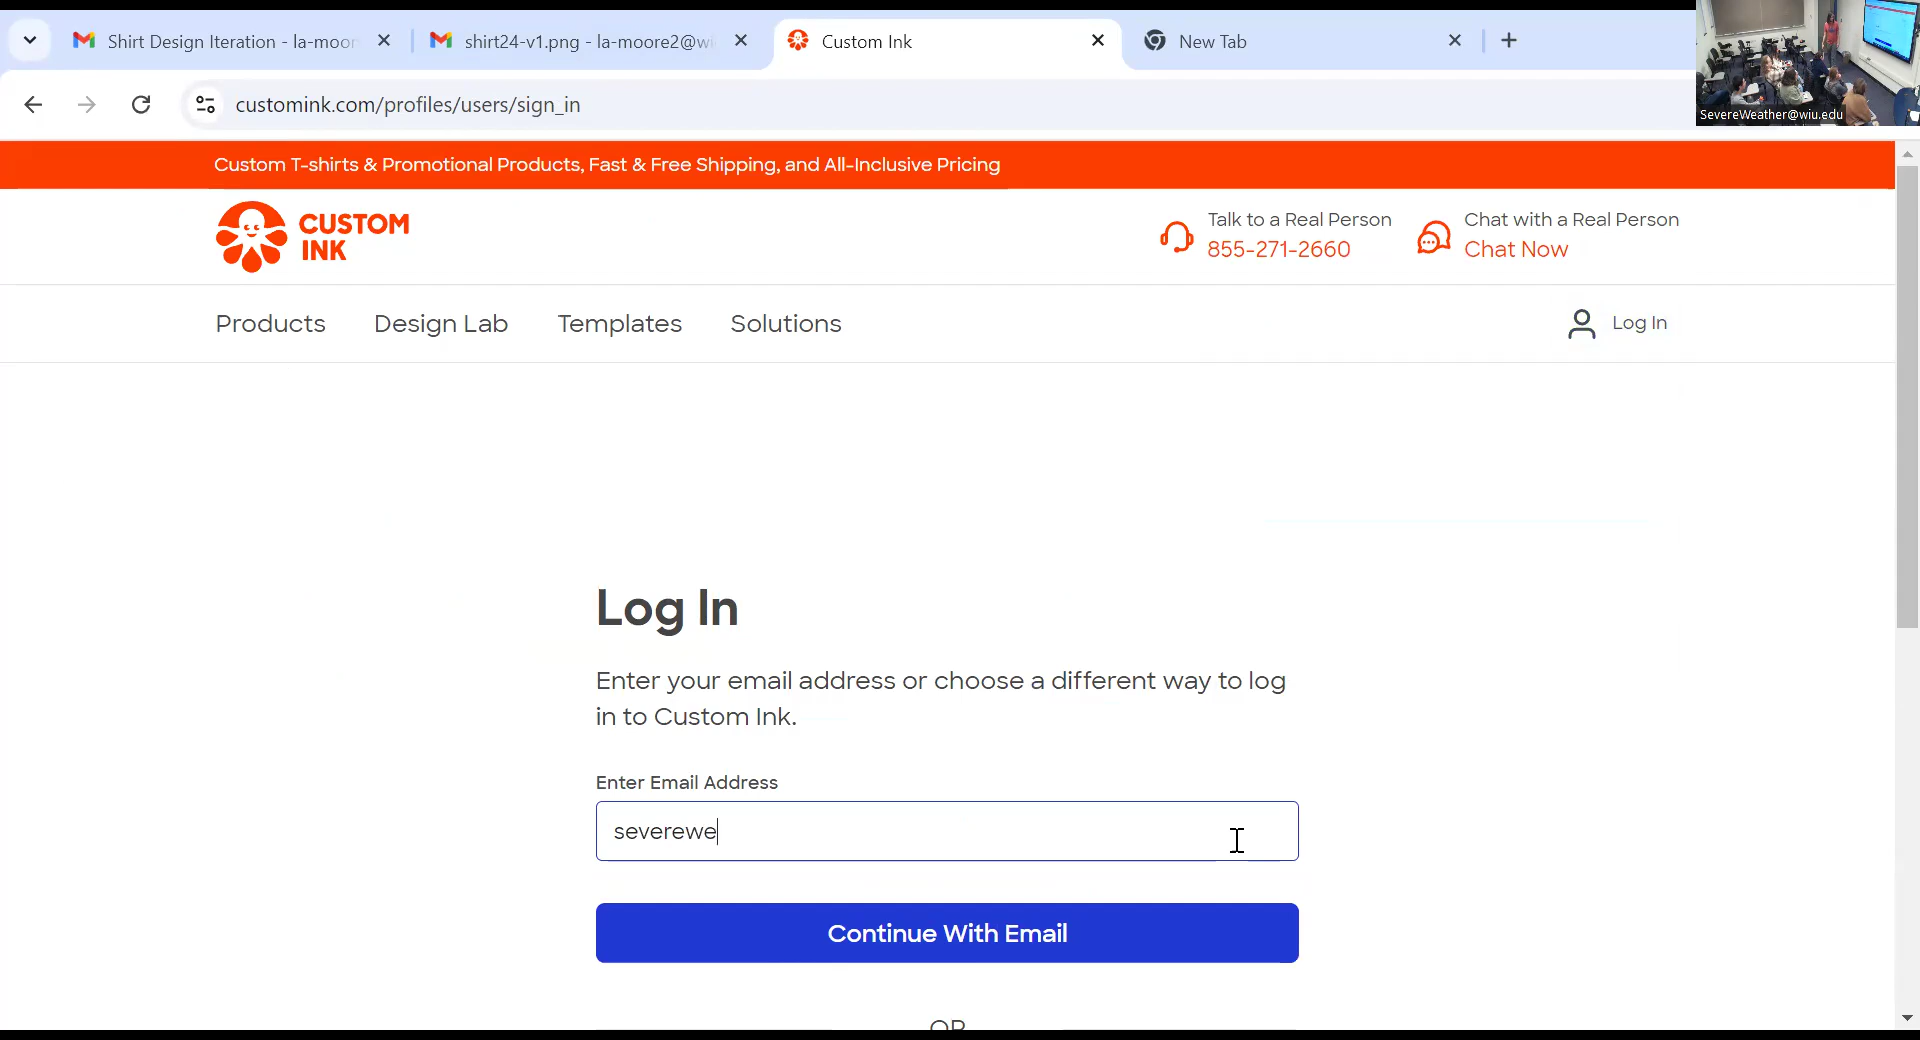 Shirt Design Iteration - la-moor
shirt24-v1.png - la-moore2@wi
Custom Ink
New Tab
customink.com/profiles/users/sign_in
SevereWeather@wiu.edu
Custom T-shirts & Promotional Products, Fast & Free Shipping, and All-Inclusive Pricing
CUSTOM
INK
Talk to a Real Person
855-271-2660
Chat with a Real Person
Chat Now
Products
Design Lab
Templates
Solutions
Log In
Log In
Enter your email address or choose a different way to log
in to Custom Ink.
Enter Email Address
severewe
Continue With Email
OR